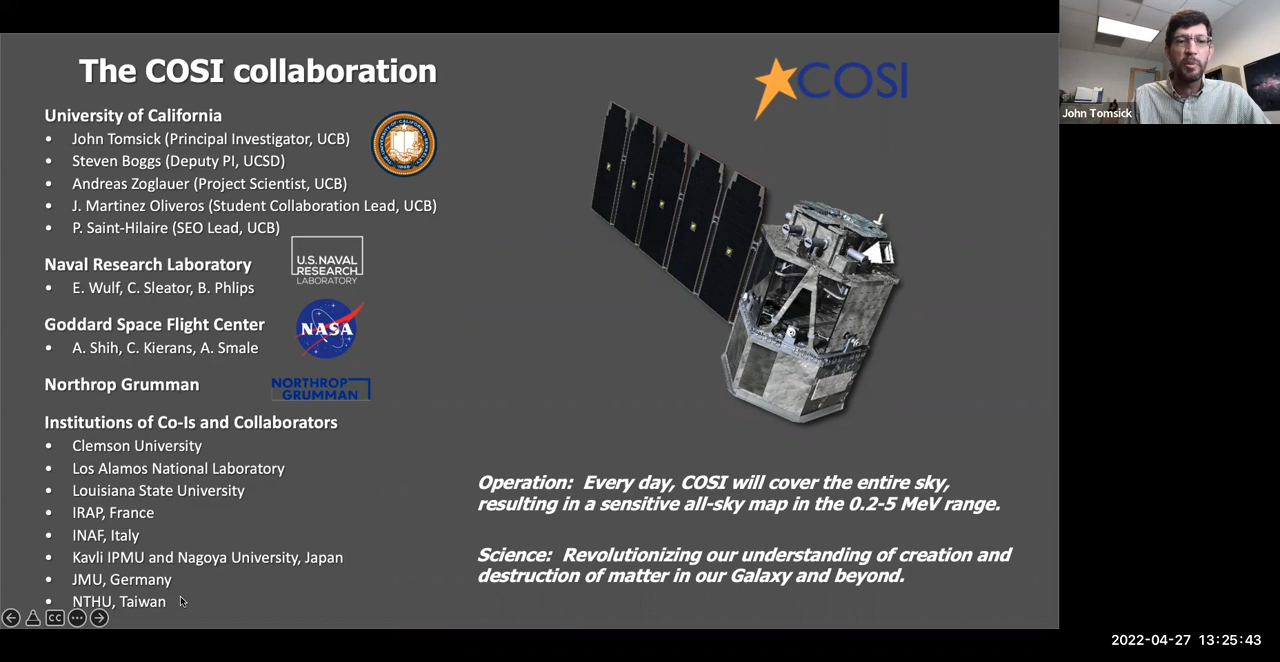 The COSI collaboration
University of California
• John Tomsick (Principal Investigator, UCB)
• Steven Boggs (Deputy PI, UCSD)
• Andreas Zoglauer (Project Scientist, UCB)
• J. Martinez Oliveros (Student Collaboration Lead, UCB)
• P. Saint-Hilaire (SEO Lead, UCB)
Naval Research Laboratory
• E. Wulf, C. Sleator, B. Phlips
Goddard Space Flight Center
• A. Shih, C. Kierans, A. Smale
Northrop Grumman
Institutions of Co-Is and Collaborators
• Clemson University
• Los Alamos National Laboratory
• Louisiana State University
• IRAP, France
• INAF, Italy
• Kavli IPMU and Nagoya University, Japan
• JMU, Germany
• NTHU, Taiwan
U.S. NAVAL
RESEARCH
LABORATORY
NASA
NORTHROP
GRUMMAN
COSI
Operation: Every day, COSI will cover the entire sky,
resulting in a sensitive all-sky map in the 0.2-5 MeV range.
Science: Revolutionizing our understanding of creation and
destruction of matter in our Galaxy and beyond.
CC
John Tomsick
2022-04-27 13:25:43